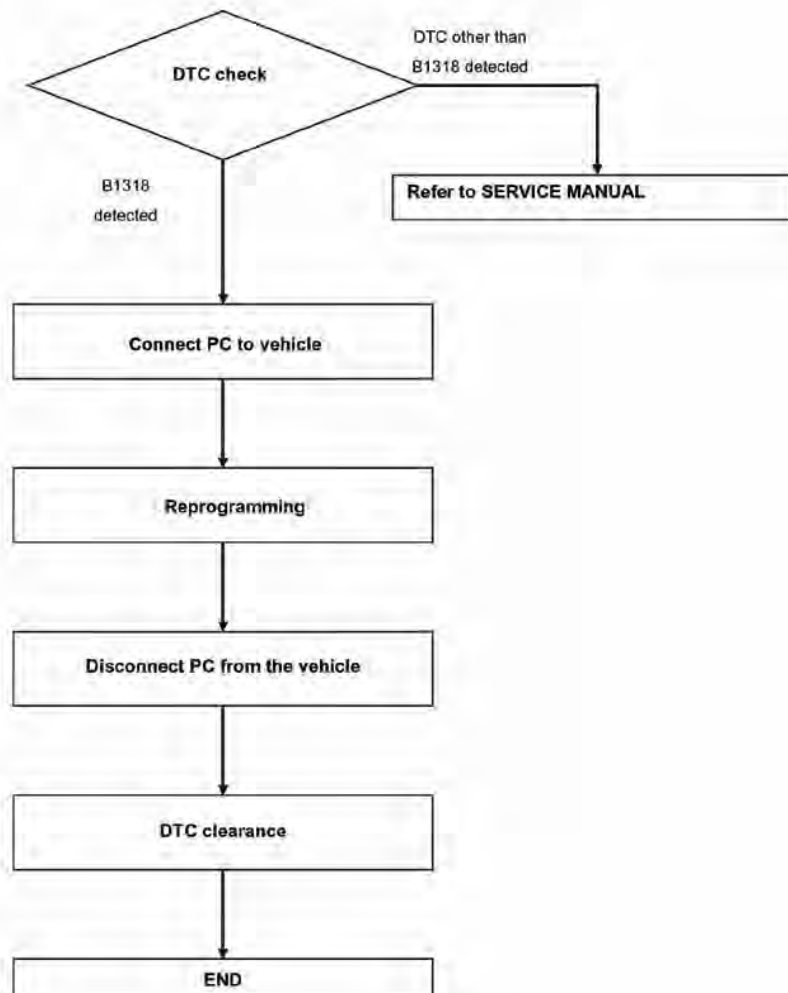 DTC check
DTC other than
B1318 detected
B1318
detected
Refer to SERVICE MANUAL
Connect PC to vehicle
Reprogramming
Disconnect PC from the vehicle
DTC clearance
END